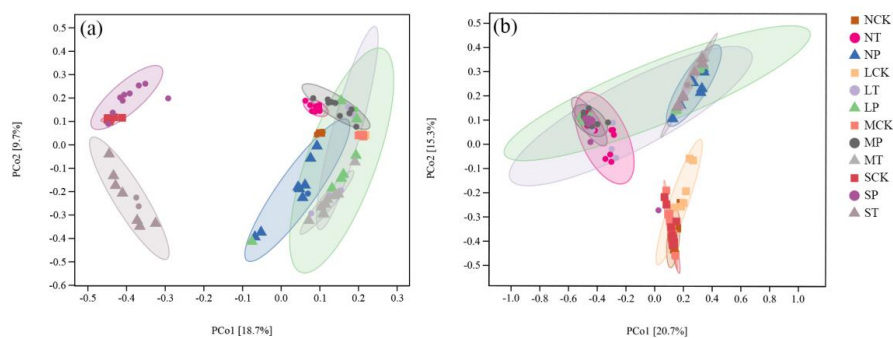 (a)
0.5
0.4
0.3
0.2
0.1
0.0
-0.1
-0.2
-0.3
-0.4
-0.5
-0.6
PCo2 [9.7%]
-0.5 -0.4 -0.3 -0.2 -0.1 0.0 0.1 0.2 0.3
PCo1 [18.7%]
(b)
0.5
0.4
0.3
0.2
0.1
0.0
-0.1
-0.2
-0.3
-0.4
-0.5
PCo2 [15.3%]
-1.0 -0.8 -0.6 -0.4 -0.2 0.0 0.2 0.4 0.6 0.8 1.0
PCo1 [20.7%]
NCK
NT
NP
LCK
LT
LP
MCK
MP
MT
SCK
SP
ST